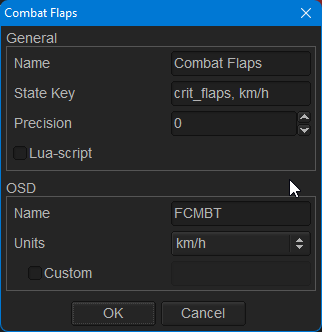 Combat Flaps
General
Name Combat Flaps
State Key crit_flaps, km/h
Precision 0
Lua-script
OSD
Name FCMBT
Units km/h
Custom
OK Cancel